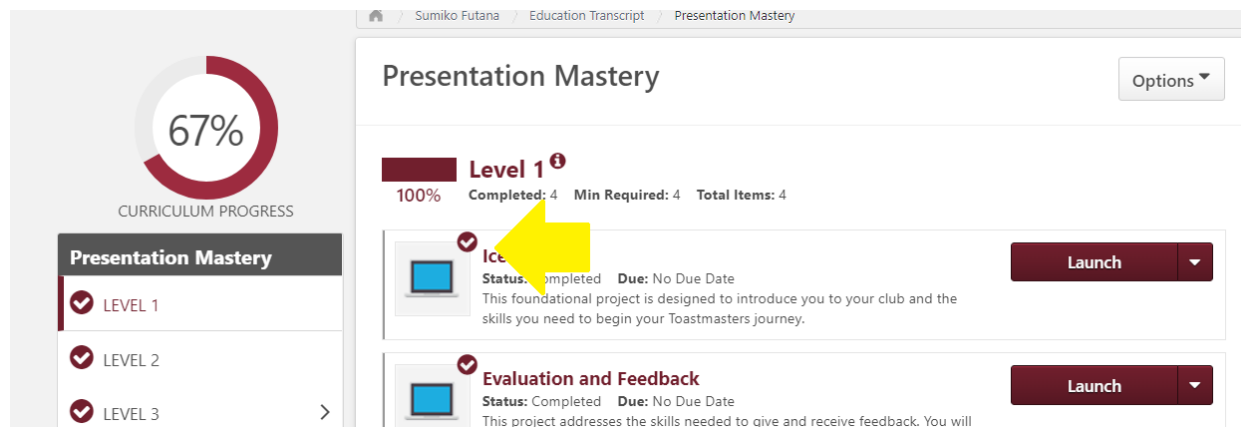 Sumiko Futana / Education Transcript / Presentation Mastery
67%
CURRICULUM PROGRESS
Presentation Mastery
LEVEL 1
LEVEL 2
LEVEL 3
Presentation Mastery
Options
Level 1
100%
Completed: 4 Min Required: 4 Total Items: 4
Status: Completed Due: No Due Date
This foundational project is designed to introduce you to your club and the
skills you need to begin your Toastmasters journey.
Launch
Evaluation and Feedback
Status: Completed Due: No Due Date
This project addresses the skills needed to give and receive feedback. You will
Launch